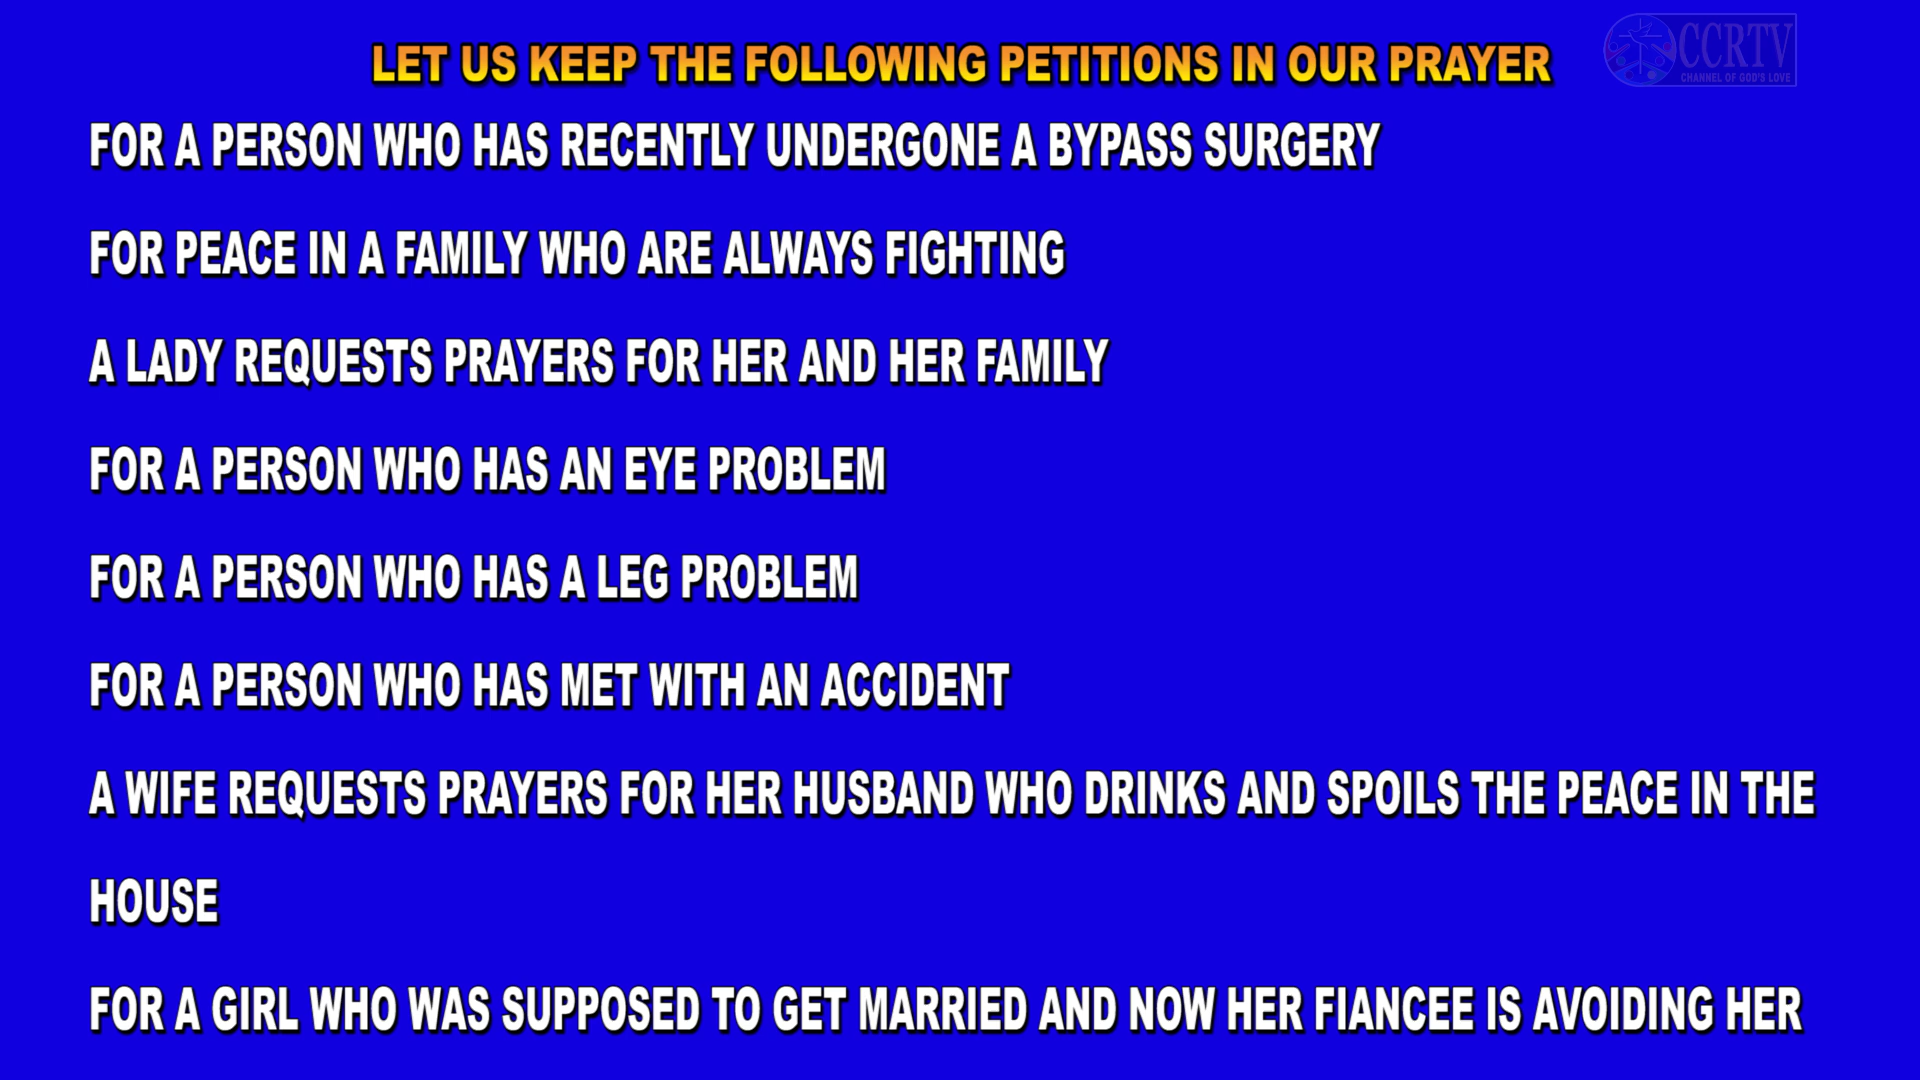 LET US KEEP THE FOLLOWING PETITIONS IN OUR PRAYER
CCRTV
CHANNEL OF GOD'S LOVE
FOR A PERSON WHO HAS RECENTLY UNDERGONE A BYPASS SURGERY
FOR PEACE IN A FAMILY WHO ARE ALWAYS FIGHTING
A LADY REQUESTS PRAYERS FOR HER AND HER FAMILY
FOR A PERSON WHO HAS AN EYE PROBLEM
FOR A PERSON WHO HAS A LEG PROBLEM
FOR A PERSON WHO HAS MET WITH AN ACCIDENT
A WIFE REQUESTS PRAYERS FOR HER HUSBAND WHO DRINKS AND SPOILS THE PEACE IN THE
HOUSE
FOR A GIRL WHO WAS SUPPOSED TO GET MARRIED AND NOW HER FIANCEE IS AVOIDING HER